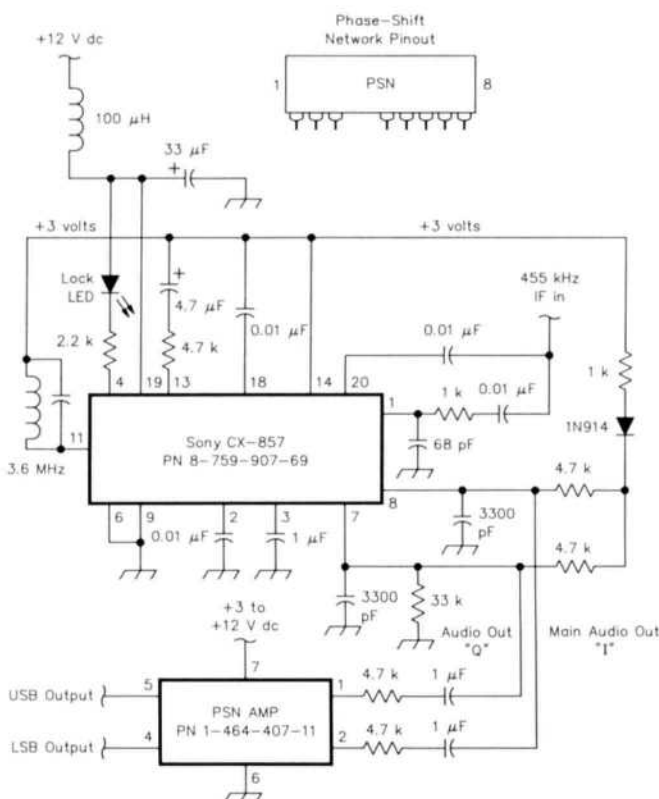 Phase-Shift
Network Pinout
+12 V dc
1
PSN
8
100 μH
33 μF
+
+3 volts
+3 volts
Lock
LED
+
4.7 μF
0.01 μF
455 kHz
IF in
0.01 μF
2.2 k
4.7 k
1 k
1 k
0.01 μF
4
19
13
18
14
20
1
1N914
11
Sony CX-857
PN 8-759-907-69
68 pF
3.6 MHz
8
4.7 k
6
9
0.01 μF
2
3
1 μF
7
3300
pF
4.7 k
3300
pF
33 k
+3 to
+12 V dc
Audio Out
"Q"
Main Audio Out
"I"
7
USB Output
5
PSN AMP
PN 1-464-407-11
1
4.7 k
1 μF
LSB Output
4
2
4.7 k
1 μF
6